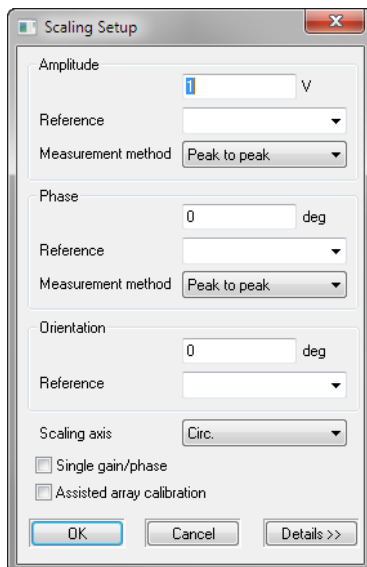 Scaling Setup
Amplitude
1 V
Reference
Measurement method Peak to peak
Phase
0 deg
Reference
Measurement method Peak to peak
Orientation
0 deg
Reference
Scaling axis Circ.
Single gain/phase
Assisted array calibration
OK Cancel Details >>